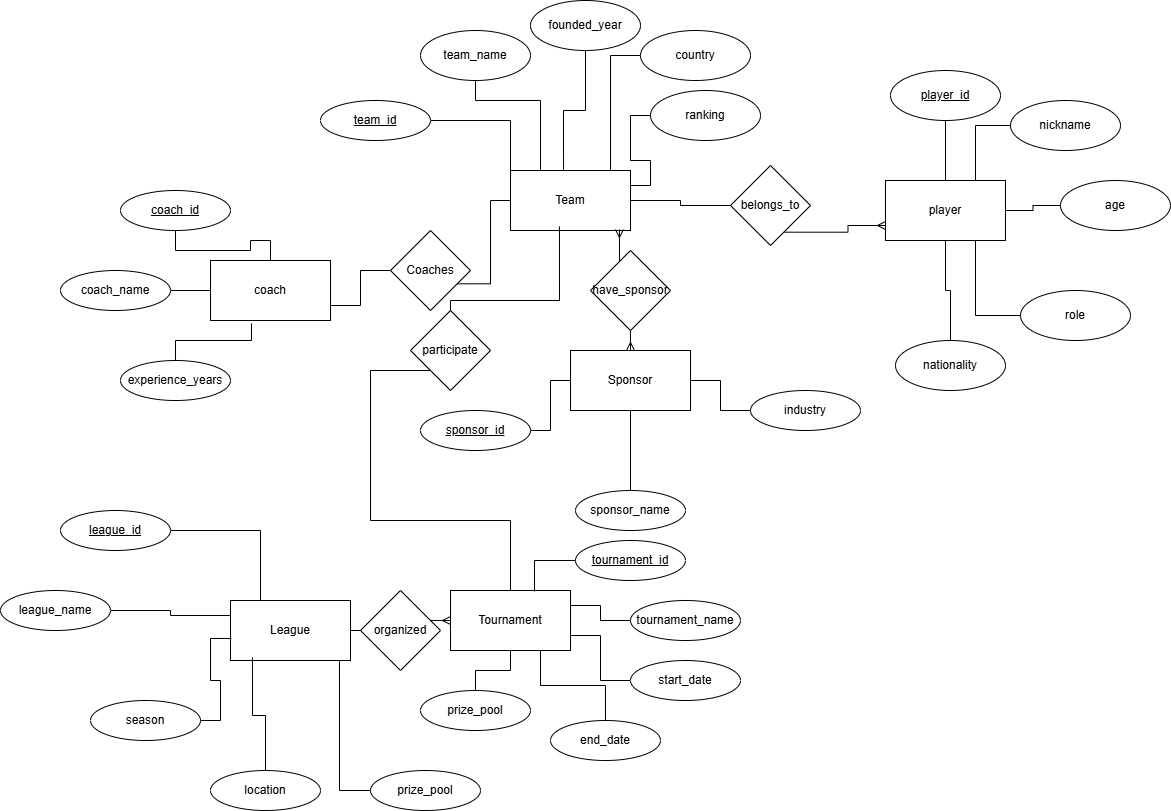 founded_year
team_name
country
team_id
ranking
player_id
nickname
Team
belongs_to
player
age
coach_id
Coaches
coach_name
coach
have_sponsor
role
participate
nationality
experience_years
Sponsor
industry
sponsor_id
sponsor_name
league_id
tournament_id
league_name
League
organized
Tournament
tournament_name
start_date
season
prize_pool
end_date
location
prize_pool